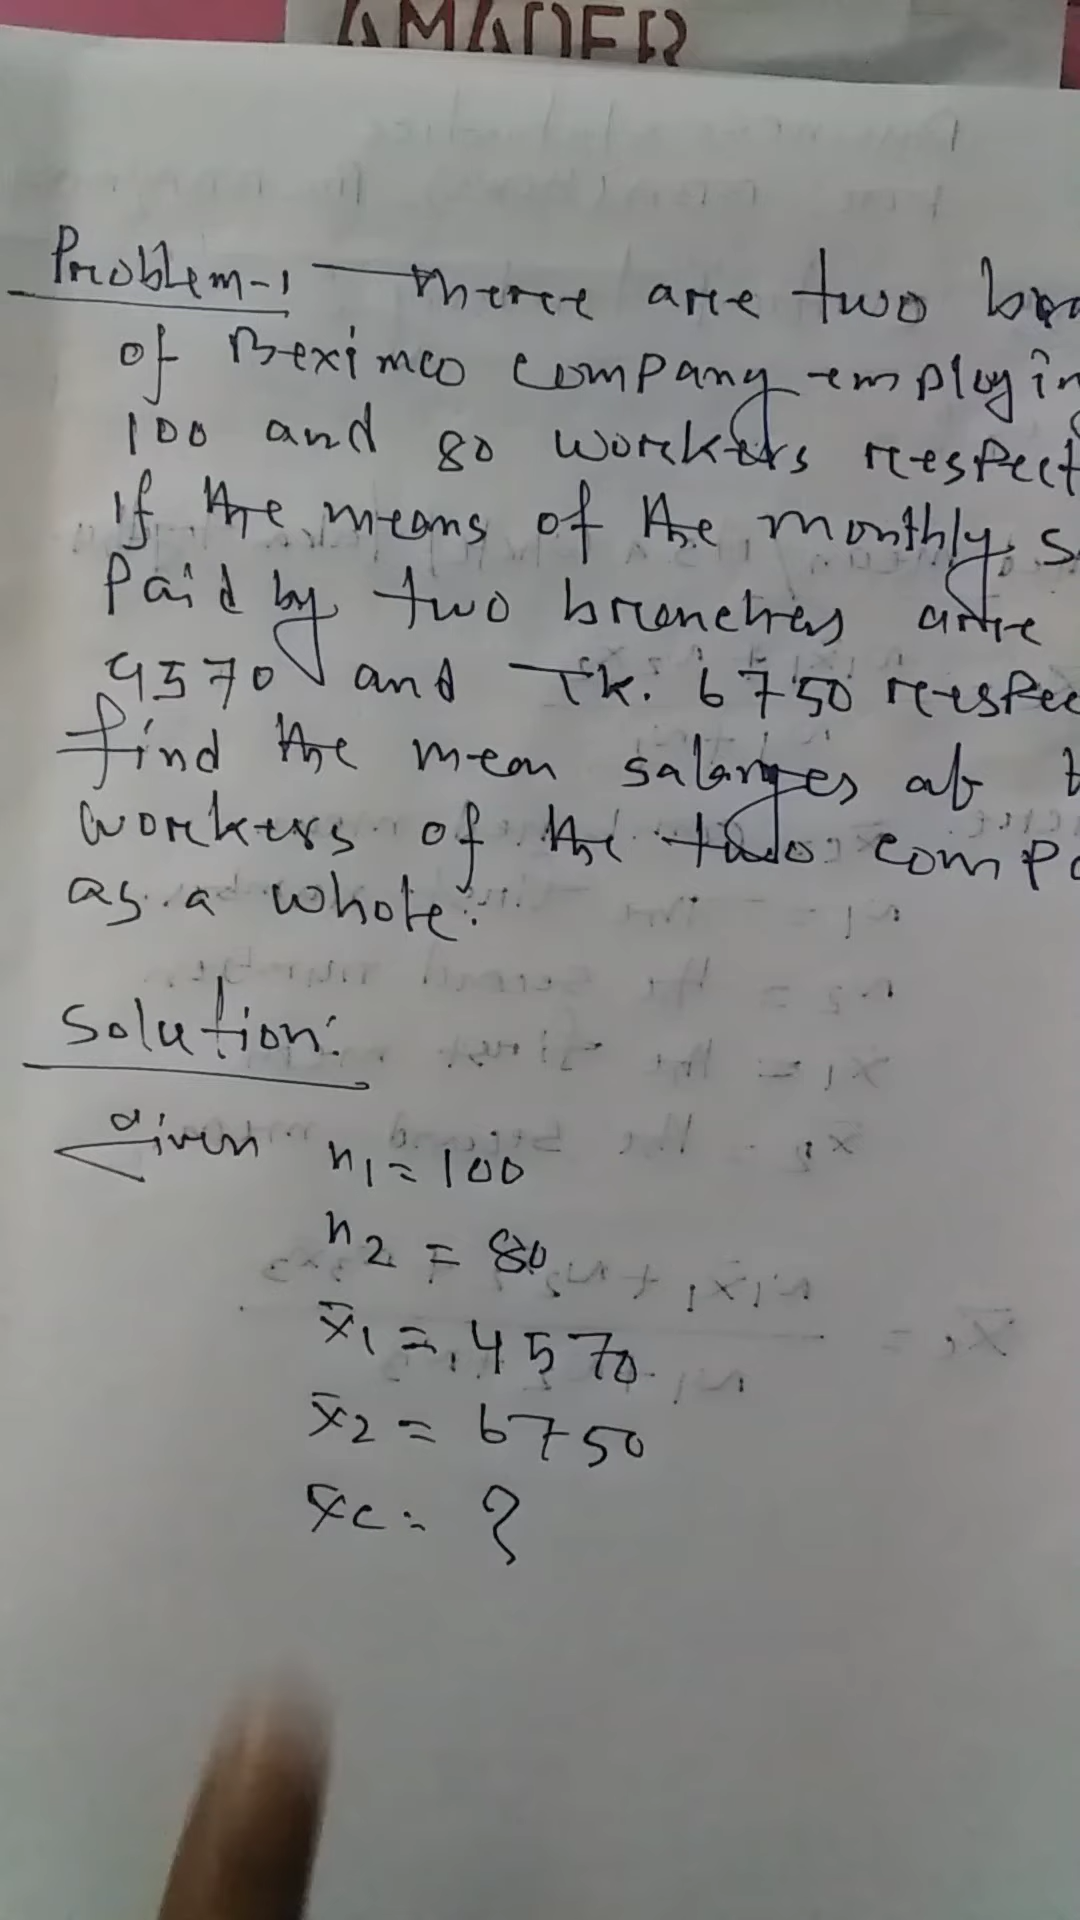 AMADER
Problem-1 There are two
of Beximco company employin
100 and 80 workers respect
If the means of the monthly s
Paid by two branches are
4570 and Tk. 6750 respec
find the mean salaries of t
workers of the two compa
as a whole.
Solution:
Given n1 = 100
n2 = 80
x̄1 = 4570
x̄2 = 6750
x̄c = ?